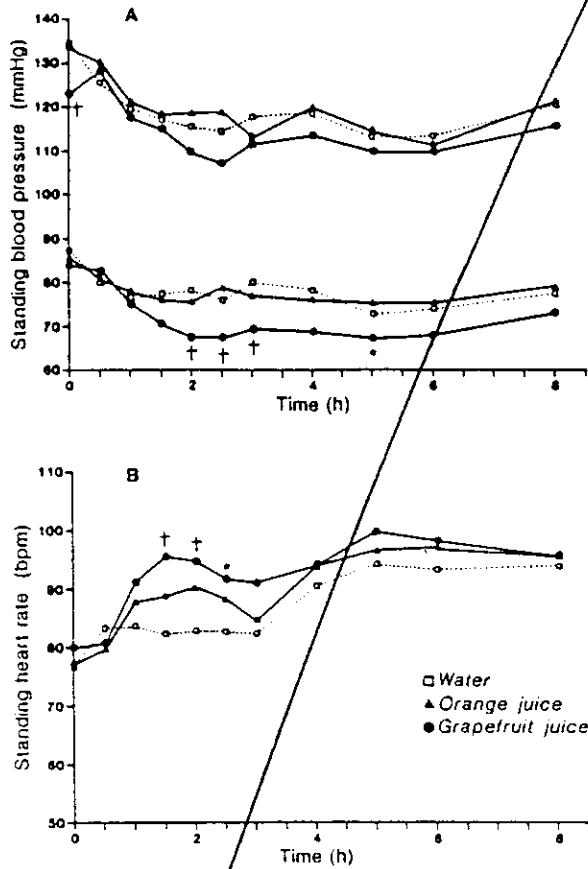 A
140
130
120
110
100
90
80
70
60
Standing blood pressure (mmHg)
†
† † † *
0 2 4 6 8
Time (h)
B
110
100
90
80
70
60
50
Standing heart rate (bpm)
† † *
Water
Orange juice
Grapefruit juice
0 2 4 6 8
Time (h)